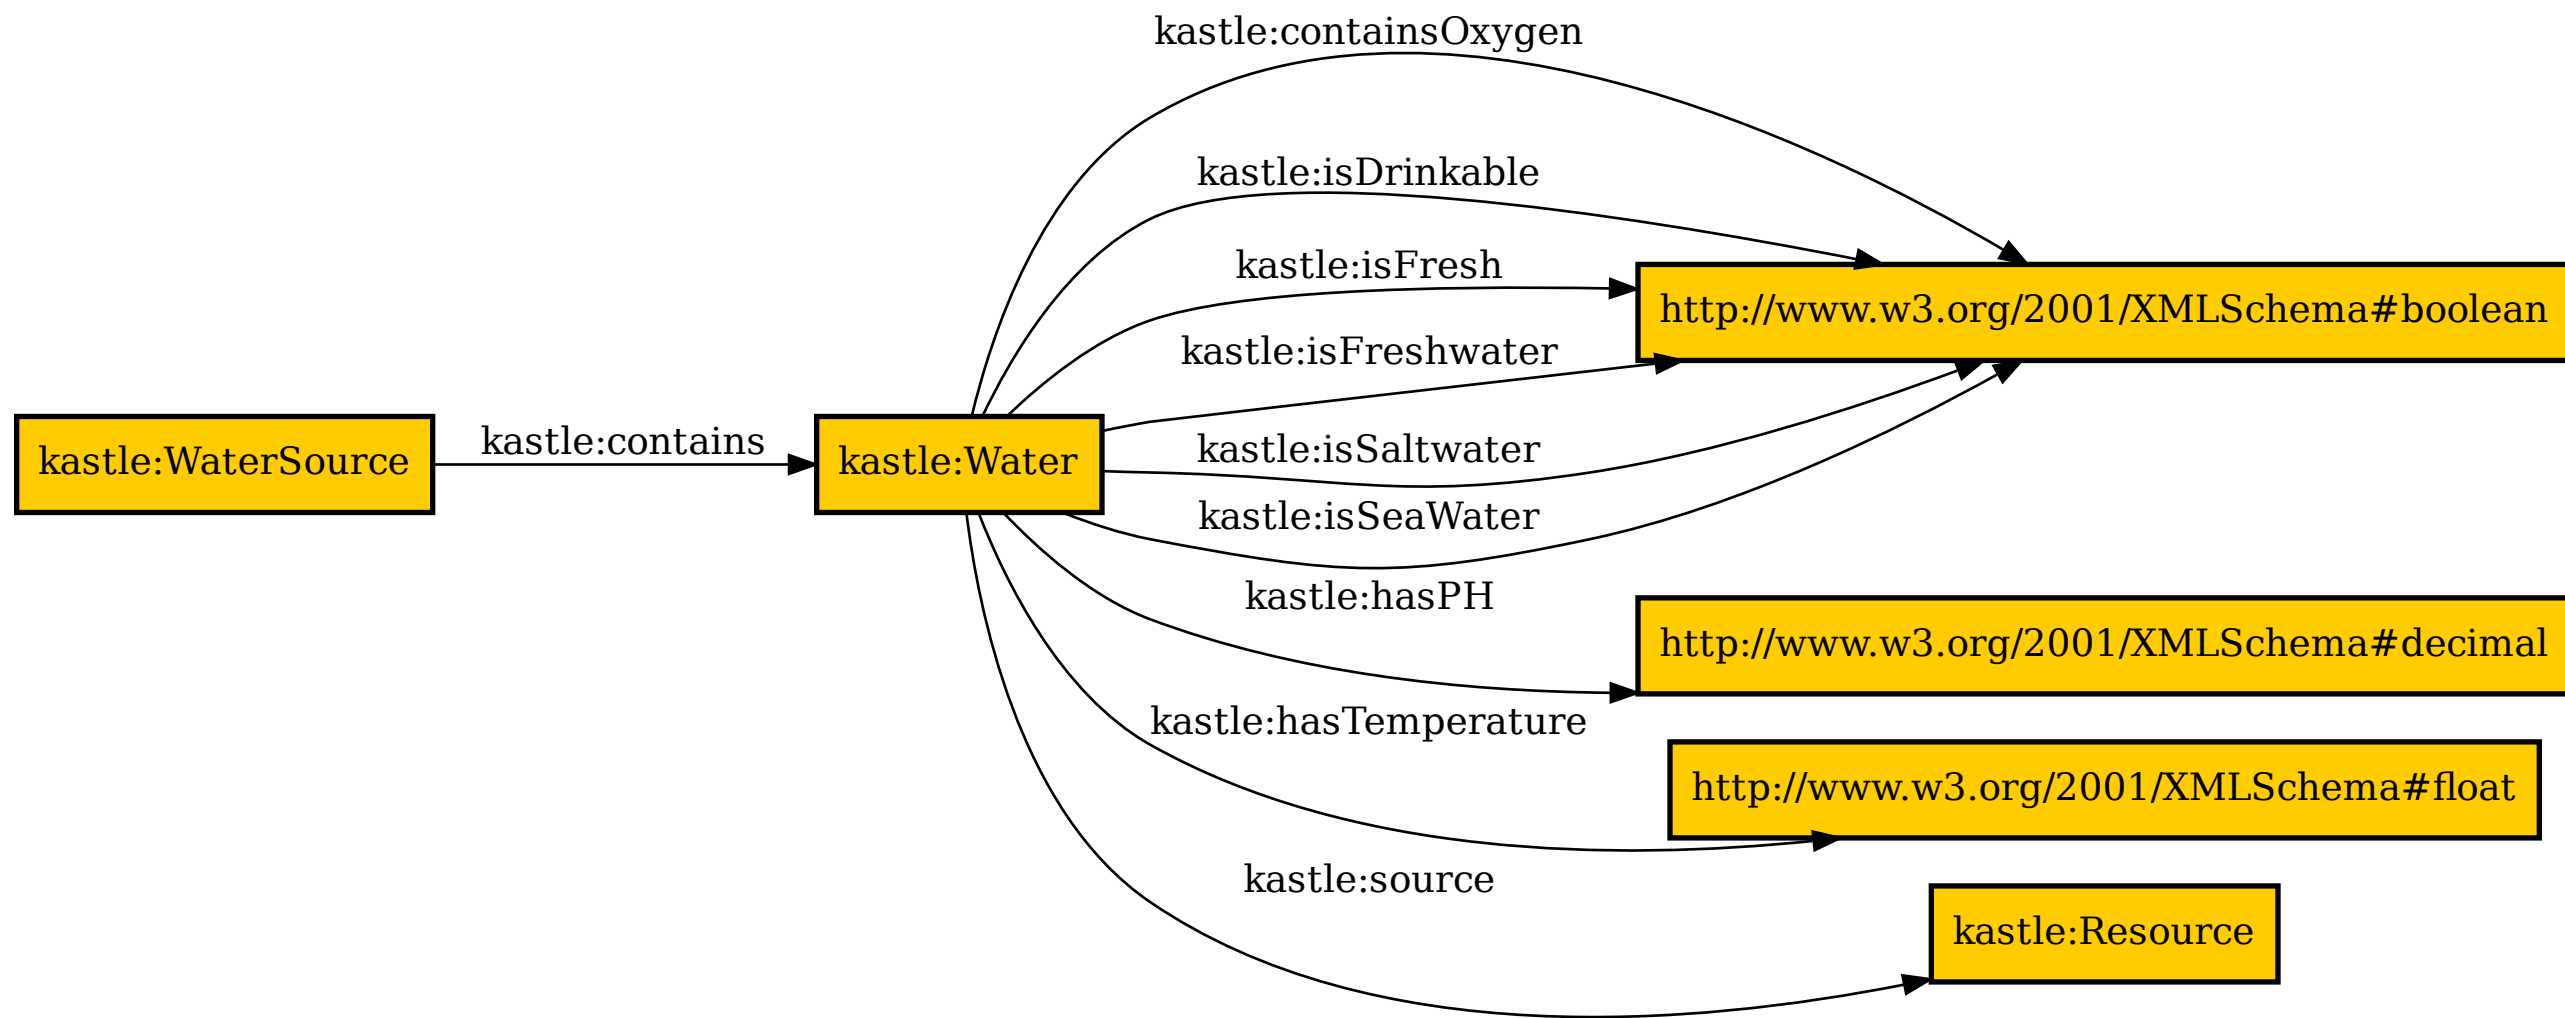 kastle:containsOxygen
kastle:isDrinkable
kastle:isFresh
http://www.w3.org/2001/XMLSchema#boolean
kastle:isFreshwater
kastle:WaterSource
kastle:contains
kastle:Water
kastle:isSaltwater
kastle:isSeaWater
kastle:hasPH
http://www.w3.org/2001/XMLSchema#decimal
kastle:hasTemperature
http://www.w3.org/2001/XMLSchema#float
kastle:source
kastle:Resource